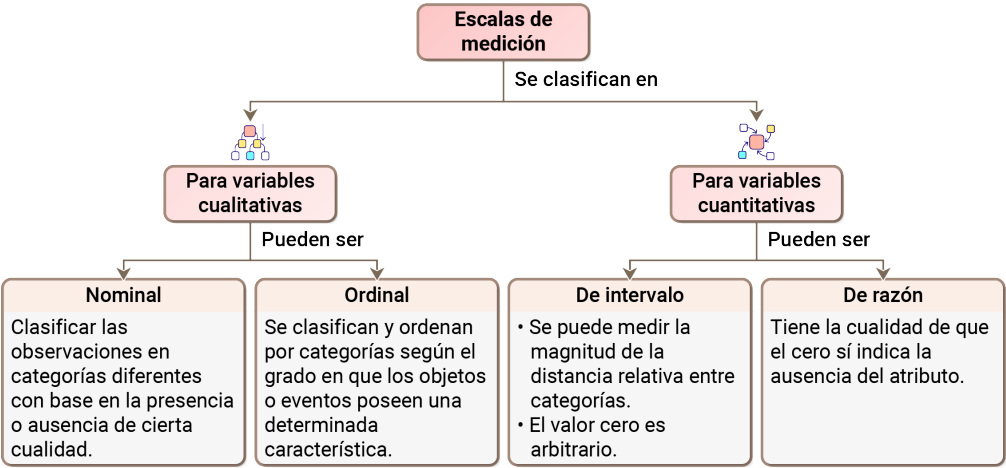 Escalas de
medición
Se clasifican en
Para variables
cualitativas
Pueden ser
Nominal
Clasificar las
observaciones en
categorías diferentes
con base en la presencia
o ausencia de cierta
cualidad.
Ordinal
Se clasifican y ordenan
por categorías según el
grado en que los objetos
o eventos poseen una
determinada
característica.
Para variables
cuantitativas
Pueden ser
De intervalo
• Se puede medir la
magnitud de la
distancia relativa entre
categorías.
• El valor cero es
arbitrario.
De razón
Tiene la cualidad de que
el cero sí indica la
ausencia del atributo.